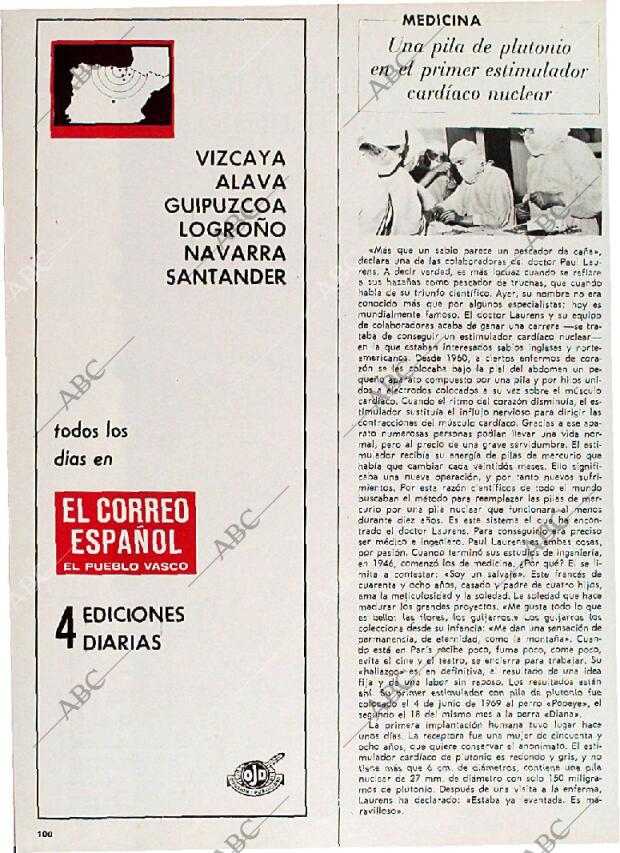 VIZCAYA
ALAVA
GUIPUZCOA
LOGROÑO
NAVARRA
SANTANDER
todos los
días en
EL CORREO
ESPAÑOL
EL PUEBLO VASCO
4 EDICIONES
DIARIAS
OJD
100
MEDICINA
Una pila de plutonio
en el primer estimulador
cardíaco nuclear
«Más que un sabio parece un pescador de caña»,
declara una de las colaboradoras del doctor Paul Lau-
rens. A decir verdad, es más locuaz cuando se refiere
a sus hazañas como pescador de truchas, que cuando
habla de su triunfo científico. Ayer, su nombre no era
conocido más que por algunos especialistas; hoy es
mundialmente famoso. El doctor Laurens y su equipo
de colaboradores acaba de ganar una carrera —se tra-
taba de conseguir un estimulador cardíaco nuclear—
en la que estaban interesados sabios ingleses y norte-
americanos. Desde 1960, a ciertos enfermos de cora-
zón se les colocaba bajo la piel del abdomen un pe-
queño aparato compuesto por una pila y por hilos unidos
a electrodos colocados a su vez sobre el músculo
cardíaco. Cuando el ritmo del corazón disminuía, el es-
timulador sustituía el influjo nervioso para dirigir las
contracciones del músculo cardíaco. Gracias a ese apa-
rato numerosas personas podían llevar una vida nor-
mal, pero al precio de una grave servidumbre. El esti-
mulador recibía su energía de pilas de mercurio que
había que cambiar cada veintidós meses. Ello signifi-
caba una nueva operación, y por tanto nuevos sufri-
mientos. Por esta razón científicos de todo el mundo
buscaban el método para reemplazar las pilas de mer-
curio por una pila nuclear que funcionara al menos
durante diez años. Es este sistema el que ha encon-
trado el doctor Laurens. Para conseguirlo era preciso
ser médico e ingeniero. Paul Laurens es ambas cosas,
por pasión. Cuando terminó sus estudios de ingeniería,
en 1946, comenzó los de medicina. ¿Por qué? El se li-
mita a contestar: «Soy un salvaje». Este francés de
cuarenta y ocho años, casado y padre de cuatro hijos,
ama la meticulosidad y la soledad. La soledad que hace
madurar los grandes proyectos. «Me gusta todo lo que
es bello: las flores, los guijarros.» Los guijarros los
colecciona desde su infancia: «Me dan una sensación de
permanencia, de eternidad, como la montaña». Cuan-
do está en París recibe poco, fuma poco, come poco,
evita el cine y el teatro, se encierra para trabajar. Su
«hallazgo» es en definitiva, el resultado de una idea
fija y de una labor sin reposo. Los resultados están
ahí. Su primer estimulador con pila de plutonio fue
colocado el 4 de junio de 1969 al perro «Popeye», el
segundo el 18 del mismo mes a la perra «Diana».
La primera implantación humana tuvo lugar hace
unos días. La receptora fue una mujer de cincuenta y
ocho años, que quiere conservar el anonimato. El esti-
mulador cardíaco de plutonio es redondo y gris, y no
tiene más que 6 cm. de diámetros, contiene una pila
nuclear de 27 mm. de diámetro con solo 150 miligra-
mos de plutonio. Después de una visita a la enferma,
Laurens ha declarado: «Estaba ya levantada. Es ma-
ravilloso».